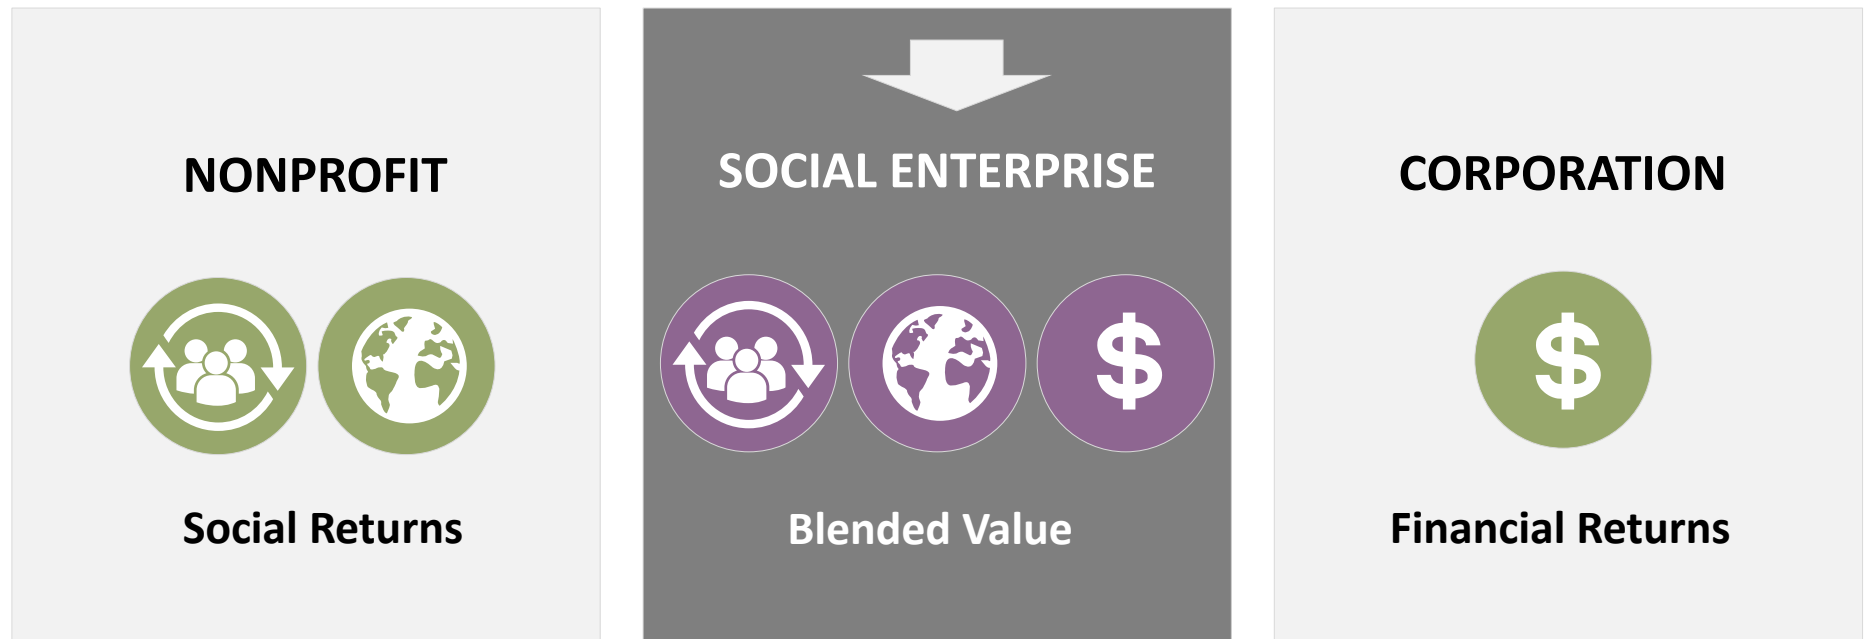 NONPROFIT
Social Returns
SOCIAL ENTERPRISE
$
Blended Value
CORPORATION
$
Financial Returns